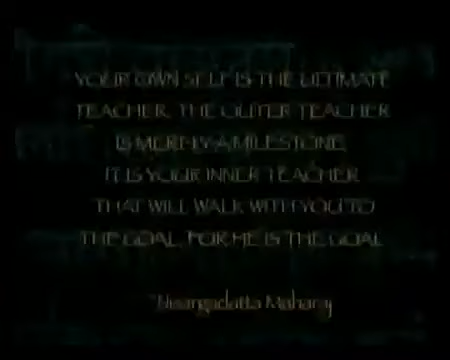 YOUR OWN SELF IS THE ULTIMATE
TEACHER. THE OUTER TEACHER
IS MERELY A MILESTONE.
IT IS YOUR INNER TEACHER
THAT WILL WALK WITH YOU TO
THE GOAL, FOR HE IS THE GOAL
Nisargadatta Maharaj